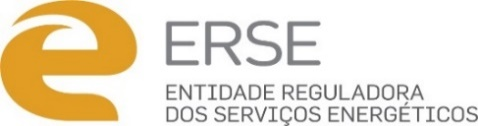 ERSE
ENTIDADE REGULADORA
DOS SERVIÇOS ENERGÉTICOS